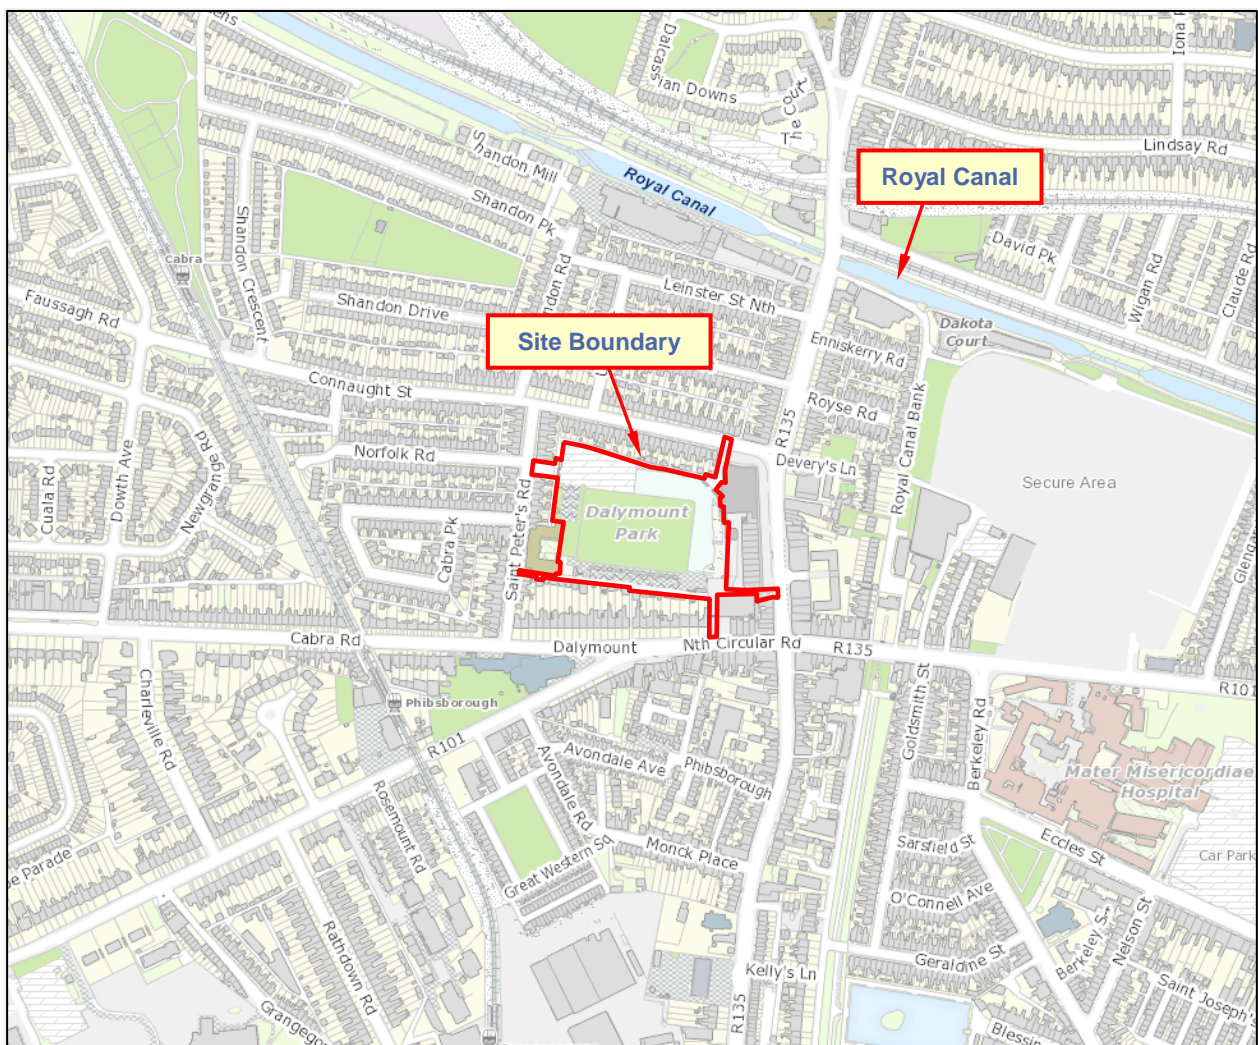 Iona
Dalcassian Downs
The Court
Lindsay Rd
Shandon Mill
Royal Canal
Royal Canal
Shandon Pk
David Pk
Wigan Rd
Claude Rd
Shandon Crescent
Cabra
Faussagh Rd
Shandon Drive
Leinster St Nth
Dakota
Court
Enniskerry Rd
Site Boundary
Connaught St
Royse Rd
R135
Royal Canal Bank
Norfolk Rd
Devery's Ln
Secure Area
Cuala Rd
Dowth Ave
Newgrange Rd
Saint Peter's Rd
Dalymount
Park
Cabra Pk
Cabra Rd
Dalymount
Nth Circular Rd
R135
R101
Charleville Rd
Phibsborough
R101
Goldsmith St
Berkeley Rd
Avondale Rd
Avondale Ave
Phibsborough
Mater Misericordiae
Hospital
Rosemount Rd
Great Western Sq
Monck Place
Sarsfield St
Eccles St
Car Park
Parade
O'Connell Ave
Rathdown Rd
Geraldine St
Berkeley St
Nelson St
Kelly's Ln
R135
Saint Joseph's
Grangego
Blessin